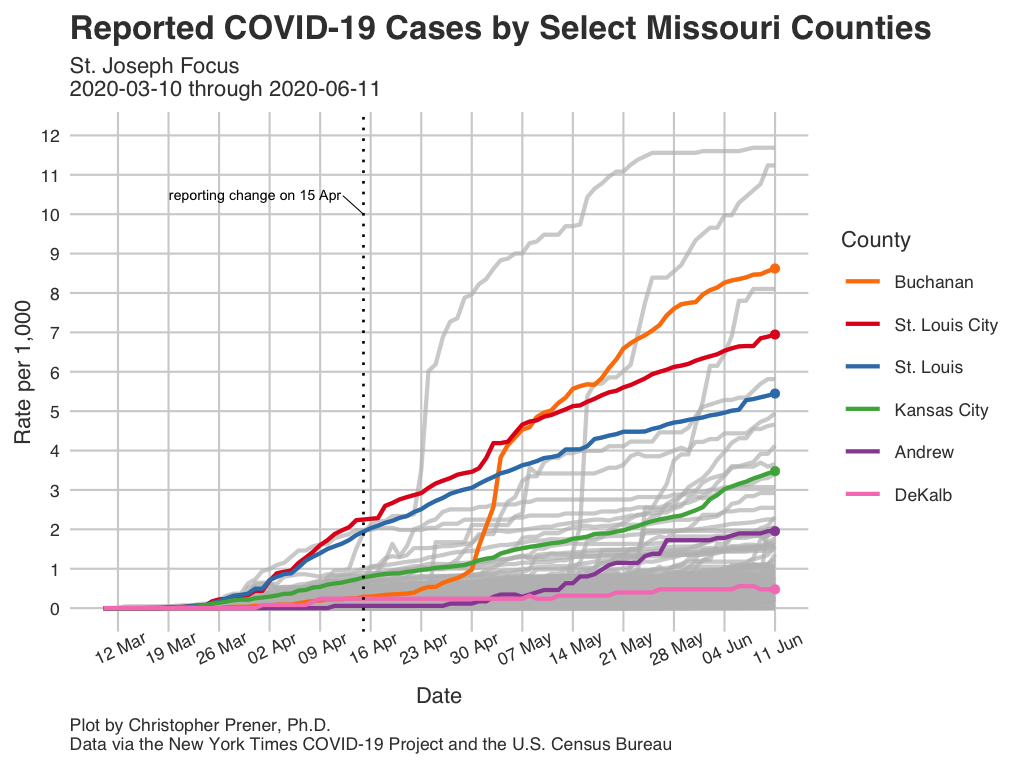 Reported COVID-19 Cases by Select Missouri Counties
St. Joseph Focus
2020-03-10 through 2020-06-11
12
11
10
9
8
7
6
5
4
3
2
1
0
Rate per 1,000
reporting change on 15 Apr
12 Mar
19 Mar
26 Mar
02 Apr
09 Apr
16 Apr
23 Apr
30 Apr
07 May
14 May
21 May
28 May
04 Jun
11 Jun
Date
County
Buchanan
St. Louis City
St. Louis
Kansas City
Andrew
DeKalb
Plot by Christopher Prener, Ph.D.
Data via the New York Times COVID-19 Project and the U.S. Census Bureau